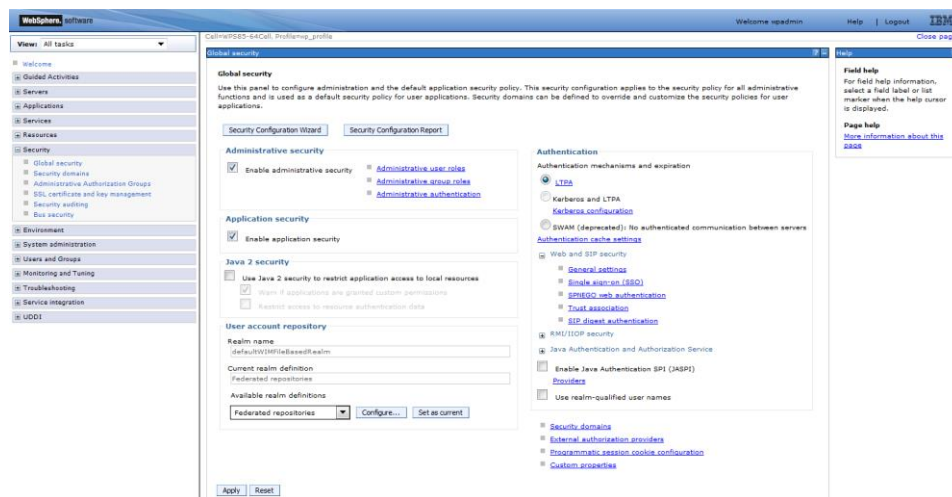 WebSphere. software
Welcome wpadmin
Help | Logout
IBM
View: All tasks
Cell=WPS85-64Cell, Profile=wp_profile
Close pag
Welcome
Guided Activities
Servers
Applications
Services
Resources
Security
Global security
Security domains
Administrative Authorization Groups
SSL certificate and key management
Security auditing
Bus security
Environment
System administration
Users and Groups
Monitoring and Tuning
Troubleshooting
Service integration
UDDI
Global security
? –
Global security
Use this panel to configure administration and the default application security policy. This security configuration applies to the security policy for all administrative
functions and is used as a default security policy for user applications. Security domains can be defined to override and customize the security policies for user
applications.
Security Configuration Wizard
Security Configuration Report
Administrative security
Enable administrative security
Administrative user roles
Administrative group roles
Administrative authentication
Application security
Enable application security
Java 2 security
Use Java 2 security to restrict application access to local resources
Warn if applications are granted custom permissions
Restrict access to resource authentication data
User account repository
Realm name
defaultWIMFileBasedRealm
Current realm definition
Federated repositories
Available realm definitions
Federated repositories
Configure...
Set as current
Apply
Reset
Authentication
Authentication mechanisms and expiration
LTPA
Kerberos and LTPA
Kerberos configuration
SWAM (deprecated): No authenticated communication between servers
Authentication cache settings
Web and SIP security
General settings
Single sign-on (SSO)
SPNEGO web authentication
Trust association
SIP digest authentication
RMI/IIOP security
Java Authentication and Authorization Service
Enable Java Authentication SPI (JASPI)
Providers
Use realm-qualified user names
Security domains
External authorization providers
Programmatic session cookie configuration
Custom properties
Help
Field help
For field help information,
select a field label or list
marker when the help cursor
is displayed.
Page help
More information about this
page